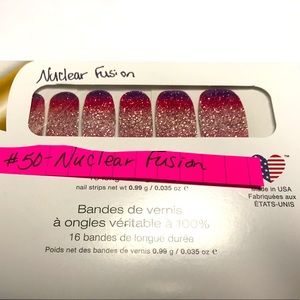 Nuclear Fusion
#50-Nuclear Fusion
nail strips net wt 0.99 g / 0.035 oz ℮
Made in USA
Fabriquées aux
ÉTATS-UNIS
Bandes de vernis
à ongles véritable à 100%
16 bandes de longue durée
Poids net des bandes de vernis 0.99 g / 0.035 oz ℮